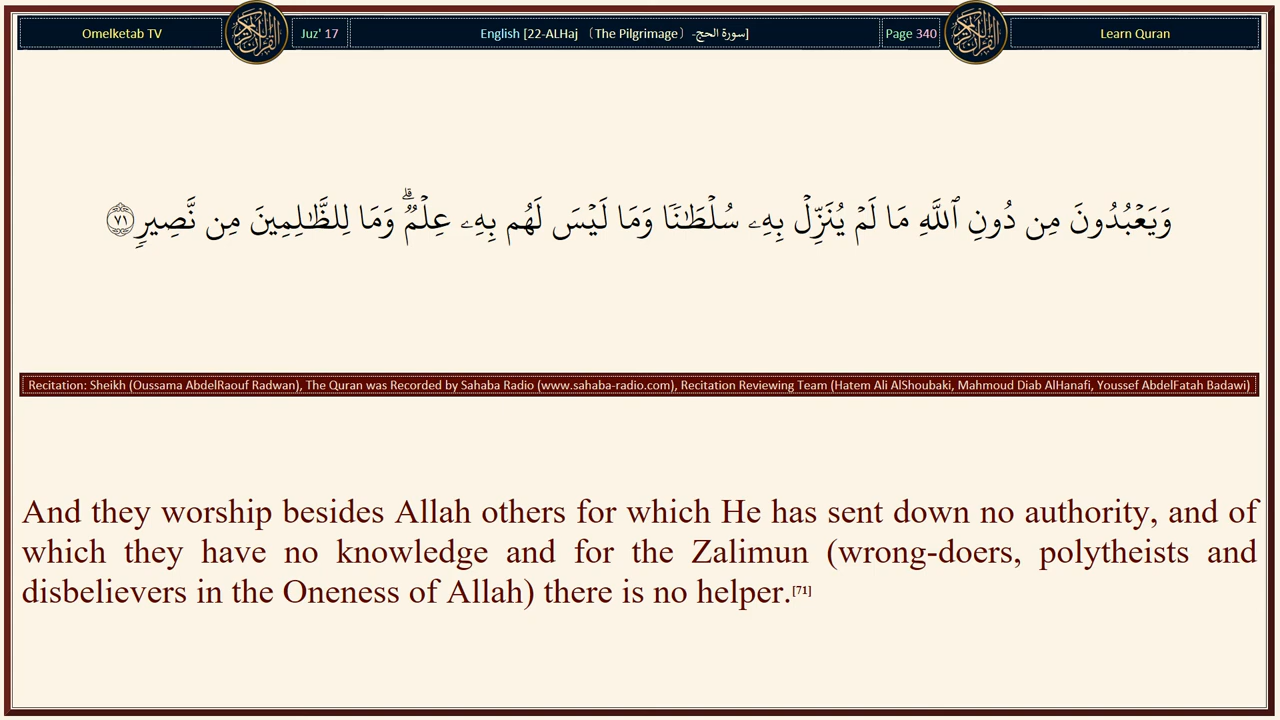 Omelketab TV
Juz' 17
English [22-ALHaj （The Pilgrimage） -سورة الحج]
Page 340
Learn Quran
وَيَعۡبُدُونَ مِن دُونِ ٱللَّهِ مَا لَمۡ يُنَزِّلۡ بِهِۦ سُلۡطَٰنٗا وَمَا لَيۡسَ لَهُم بِهِۦ عِلۡمٞۗ وَمَا لِلظَّٰلِمِينَ مِن نَّصِيرٖ ٧١
Recitation: Sheikh (Oussama AbdelRaouf Radwan), The Quran was Recorded by Sahaba Radio (www.sahaba-radio.com), Recitation Reviewing Team (Hatem Ali AlShoubaki, Mahmoud Diab AlHanafi, Youssef AbdelFatah Badawi)
And they worship besides Allah others for which He has sent down no authority, and of
which they have no knowledge and for the Zalimun (wrong-doers, polytheists and
disbelievers in the Oneness of Allah) there is no helper.[71]